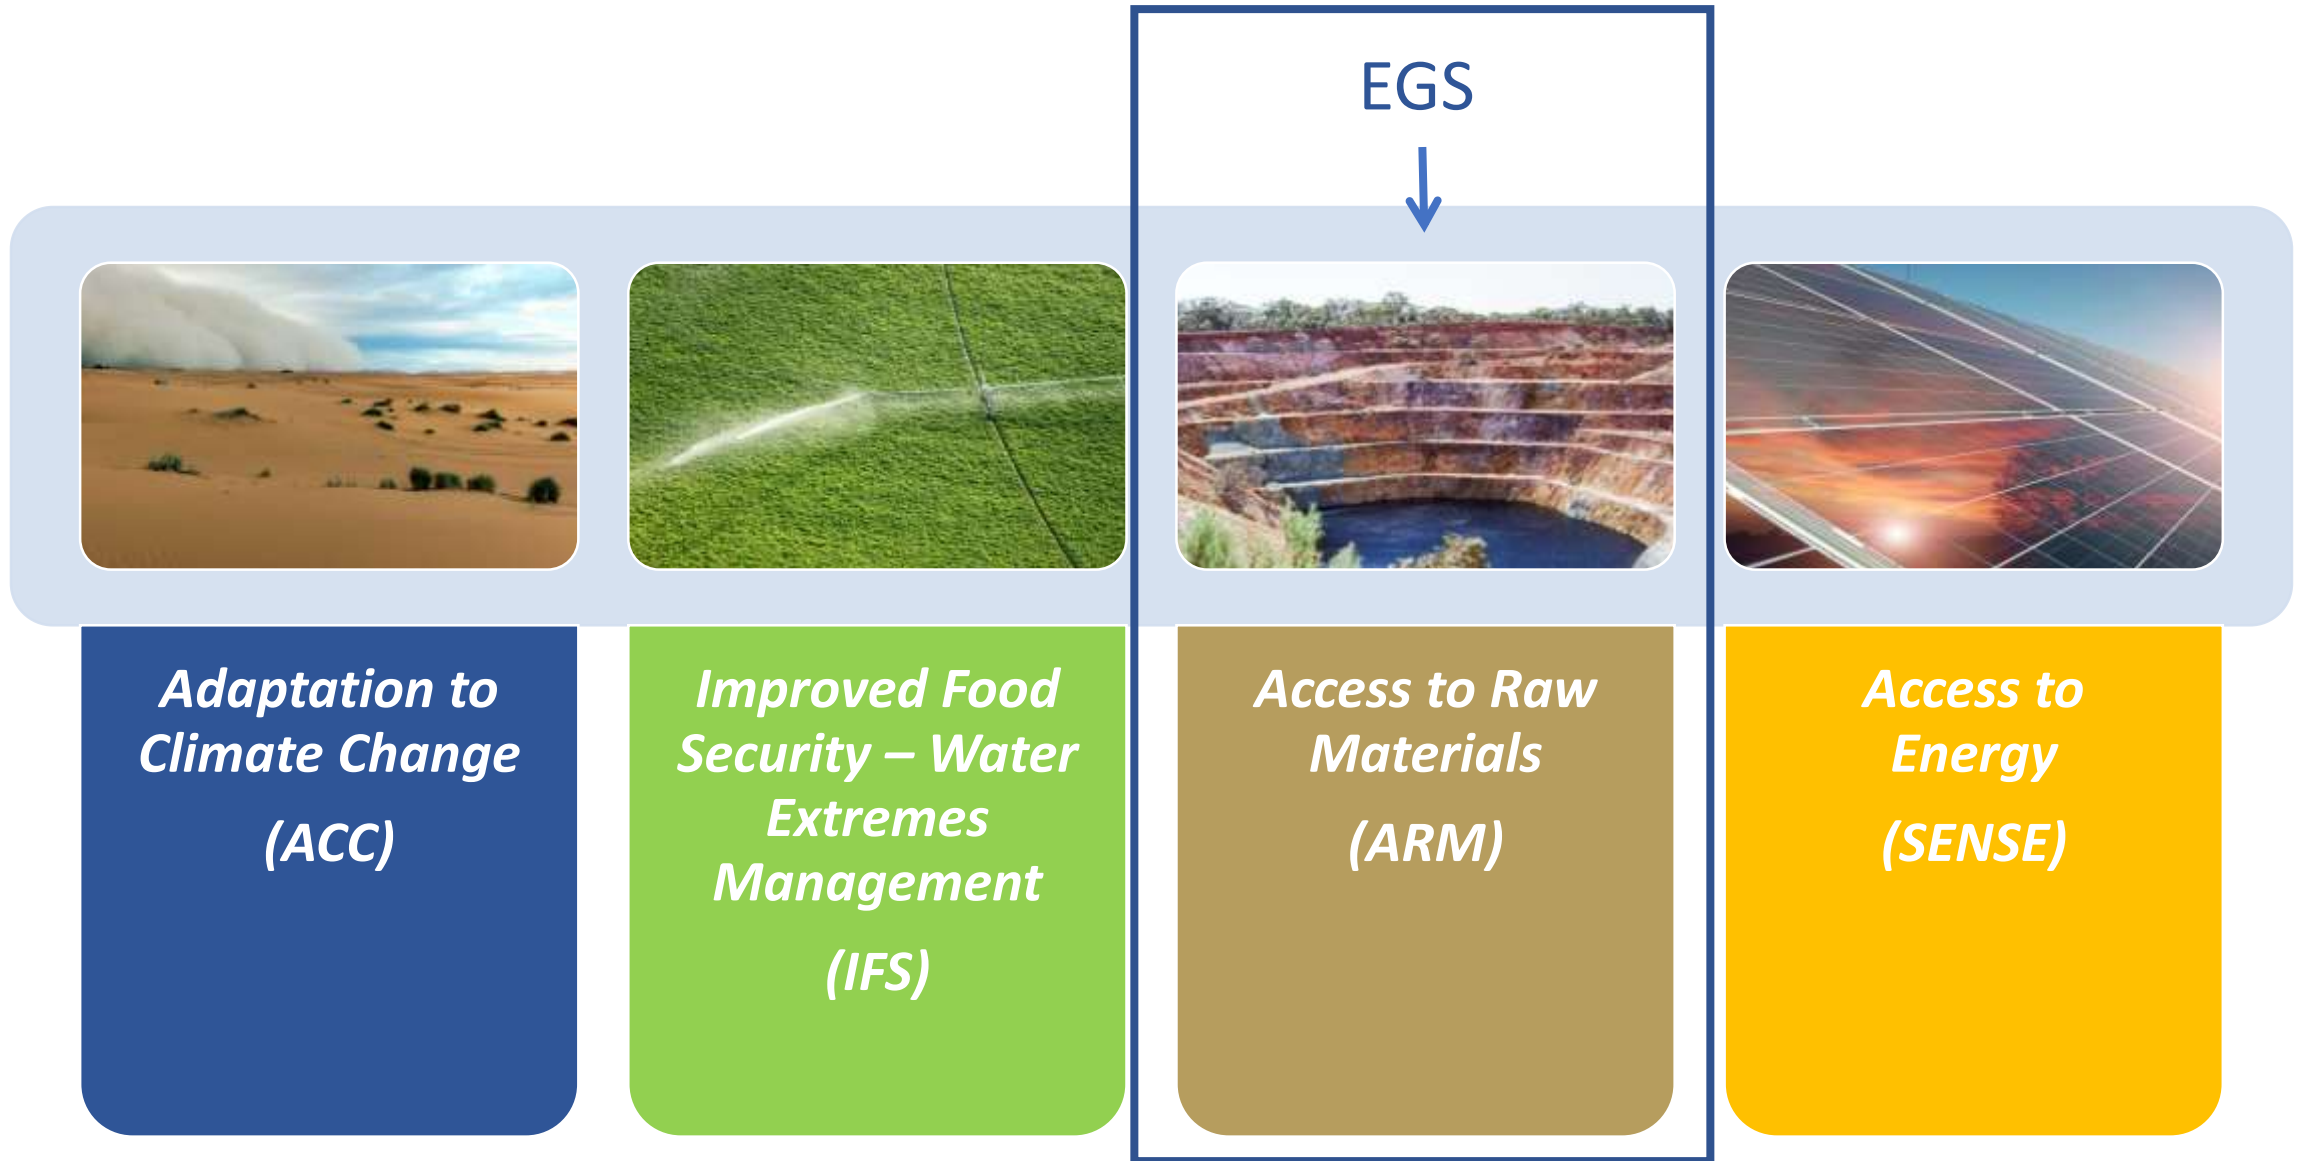 EGS
Adaptation to
Climate Change
(ACC)
Improved Food
Security – Water
Extremes
Management
(IFS)
Access to Raw
Materials
(ARM)
Access to
Energy
(SENSE)